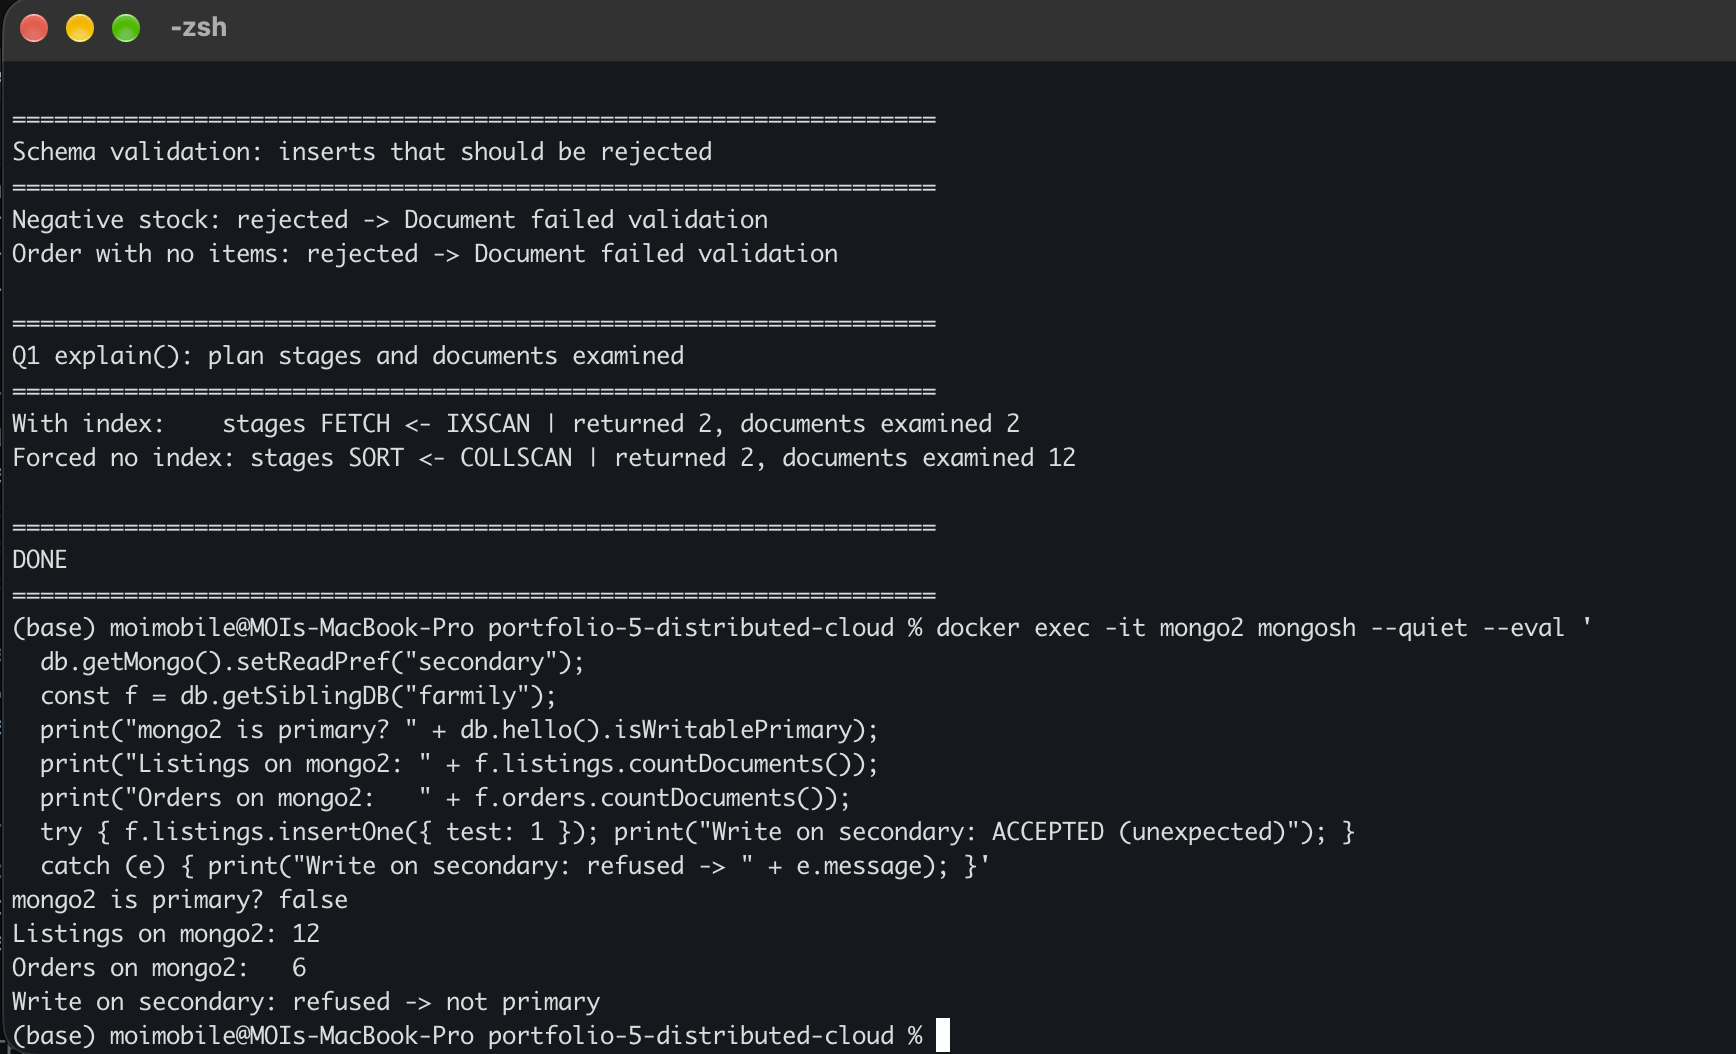 -zsh
==================================================================
Schema validation: inserts that should be rejected
==================================================================
Negative stock: rejected -> Document failed validation
Order with no items: rejected -> Document failed validation
==================================================================
Q1 explain(): plan stages and documents examined
==================================================================
With index:    stages FETCH <- IXSCAN | returned 2, documents examined 2
Forced no index: stages SORT <- COLLSCAN | returned 2, documents examined 12
==================================================================
DONE
==================================================================
(base) moimobile@MOIs-MacBook-Pro portfolio-5-distributed-cloud % docker exec -it mongo2 mongosh --quiet --eval '
  db.getMongo().setReadPref("secondary");
  const f = db.getSiblingDB("farmily");
  print("mongo2 is primary? " + db.hello().isWritablePrimary);
  print("Listings on mongo2: " + f.listings.countDocuments());
  print("Orders on mongo2:   " + f.orders.countDocuments());
  try { f.listings.insertOne({ test: 1 }); print("Write on secondary: ACCEPTED (unexpected)"); }
  catch (e) { print("Write on secondary: refused -> " + e.message); }'
mongo2 is primary? false
Listings on mongo2: 12
Orders on mongo2:   6
Write on secondary: refused -> not primary
(base) moimobile@MOIs-MacBook-Pro portfolio-5-distributed-cloud %